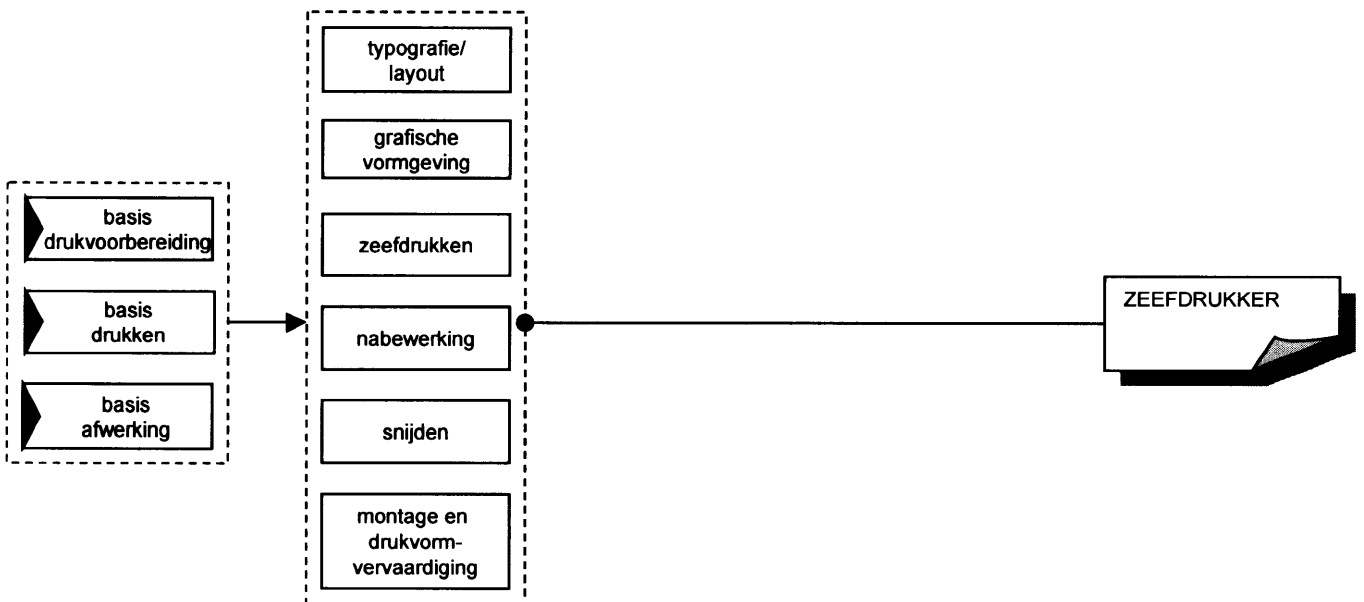 basis
drukvoorbereiding
basis
drukken
basis
afwerking
typografie/
layout
grafische
vormgeving
zeefdrukken
nabewerking
snijden
montage en
drukvorm-
vervaardiging
ZEEFDRUKKER